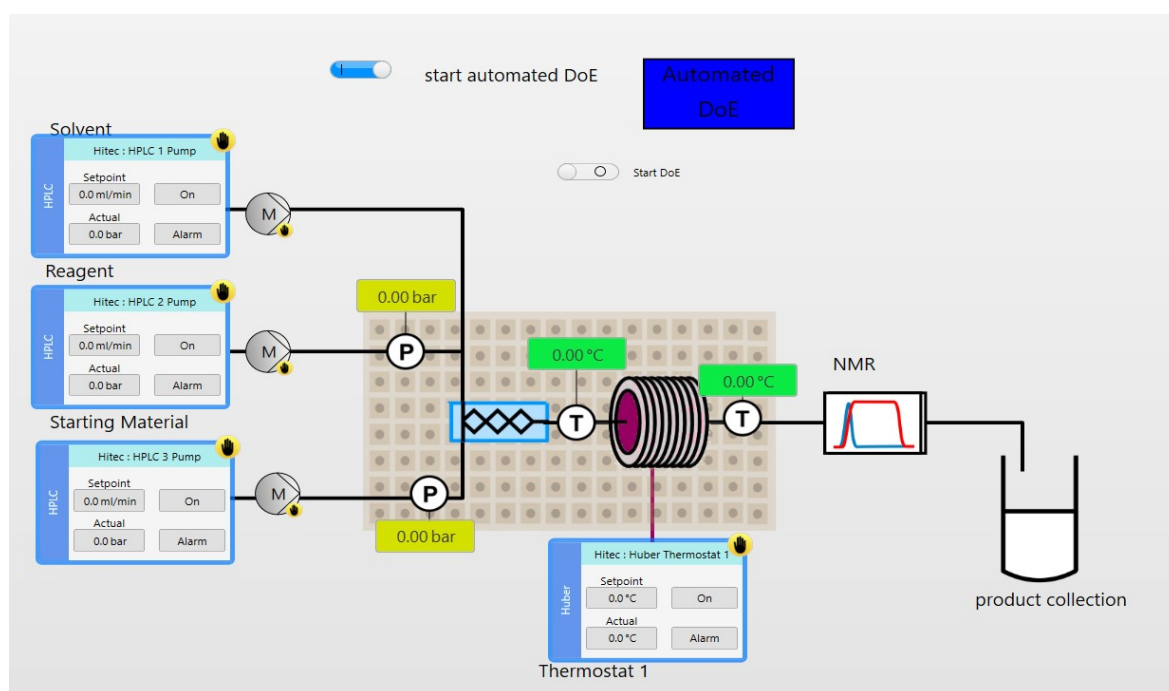 start automated DoE
Automated
DoE
Start DoE
Solvent
Hitec : HPLC 1 Pump
HPLC
Setpoint
0.0 ml/min
On
Actual
0.0 bar
Alarm
M
Reagent
Hitec : HPLC 2 Pump
HPLC
Setpoint
0.0 ml/min
On
Actual
0.0 bar
Alarm
M
0.00 bar
P
Starting Material
Hitec : HPLC 3 Pump
HPLC
Setpoint
0.0 ml/min
On
Actual
0.0 bar
Alarm
M
P
0.00 bar
0.00 °C
T
0.00 °C
T
NMR
product collection
Hitec : Huber Thermostat 1
Huber
Setpoint
0.0 °C
On
Actual
0.0 °C
Alarm
Thermostat 1